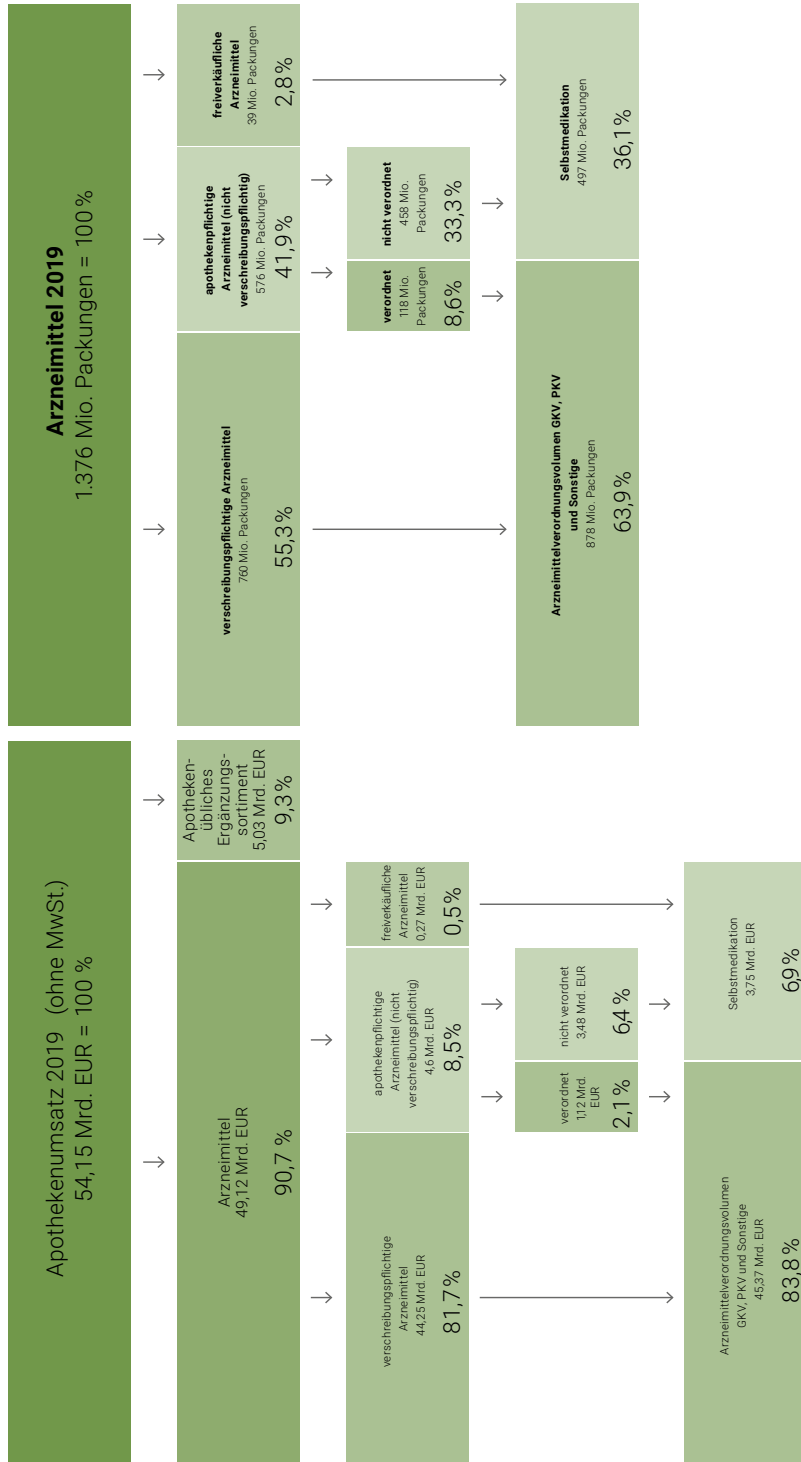 Apothekenumsatz 2019 (ohne MwSt.)
54,15 Mrd. EUR = 100 %
Arzneimittel
49,12 Mrd. EUR
90,7 %
Apotheken-
übliches
Ergänzungs-
sortiment
5,03 Mrd. EUR
9,3%
verschreibungspflichtige
Arzneimittel
44,25 Mrd. EUR
81,7%
apothekenpflichtige
Arzneimittel (nicht
verschreibungspflichtig)
4,6 Mrd. EUR
8,5%
freiverkäufliche
Arzneimittel
0,27 Mrd. EUR
0,5%
verordnet
1,12 Mrd.
EUR
2,1%
nicht verordnet
3,48 Mrd. EUR
6,4 %
Arzneimittelverordnungsvolumen
GKV, PKV und Sonstige
45,37 Mrd. EUR
83,8%
Selbstmedikation
3,75 Mrd. EUR
6,9%
Arzneimittel 2019
1.376 Mio. Packungen = 100 %
verschreibungspflichtige Arzneimittel
760 Mio. Packungen
55,3%
apothekenpflichtige
Arzneimittel (nicht
verschreibungspflichtig)
576 Mio. Packungen
41,9%
freiverkäufliche
Arzneimittel
39 Mio. Packungen
2,8%
verordnet
118 Mio.
Packungen
8,6%
nicht verordnet
458 Mio.
Packungen
33,3%
Arzneimittelverordnungsvolumen GKV, PKV
und Sonstige
878 Mio. Packungen
63,9%
Selbstmedikation
497 Mio. Packungen
36,1%